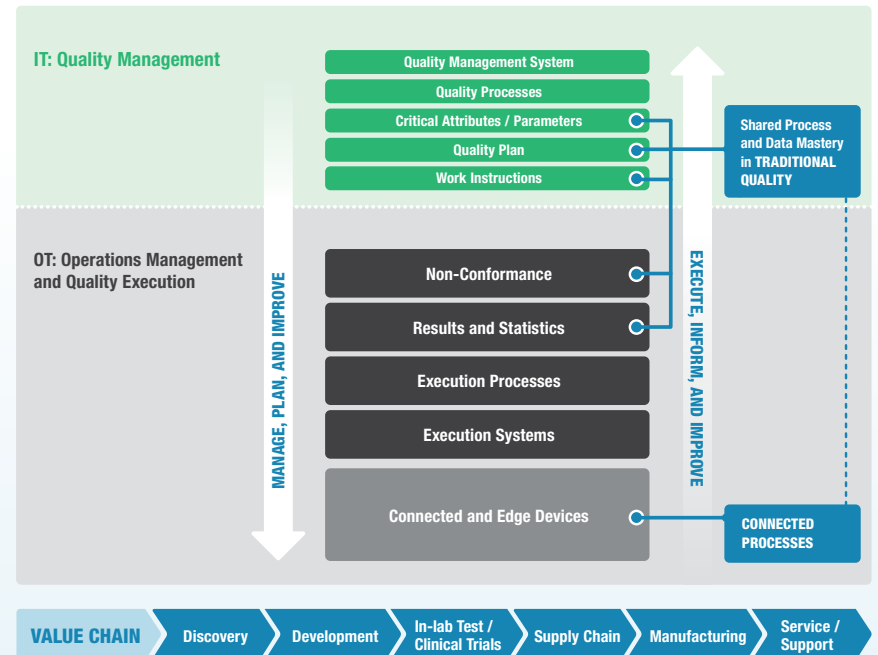 IT: Quality Management
Quality Management System
Quality Processes
Critical Attributes / Parameters
Quality Plan
Work Instructions
Shared Process
and Data Mastery
in TRADITIONAL
QUALITY
OT: Operations Management
and Quality Execution
MANAGE, PLAN, AND IMPROVE
Non-Conformance
Results and Statistics
Execution Processes
Execution Systems
Connected and Edge Devices
EXECUTE, INFORM, AND IMPROVE
CONNECTED
PROCESSES
VALUE CHAIN
Discovery
Development
In-lab Test /
Clinical Trials
Supply Chain
Manufacturing
Service /
Support